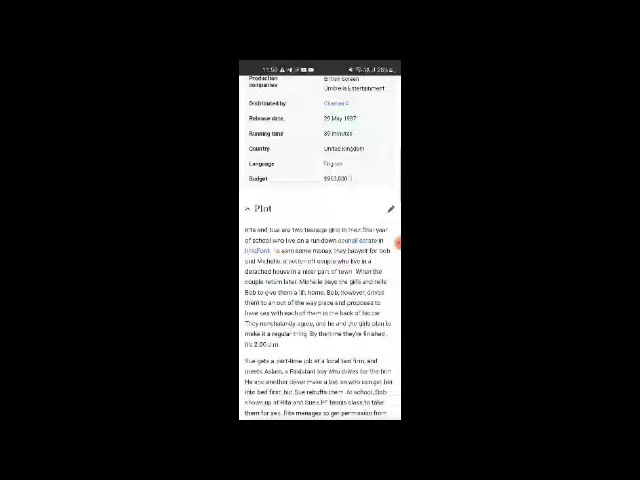 11:50 26%
Production British Screen
companies Umbrella Entertainment
Distributed by Channel 4
Release date 29 May 1987
Running time 89 minutes
Country United Kingdom
Language English
Budget
Plot
Rita and Sue are two teenage girls in their final year
of school who live on a run-down council estate in
Bradford. To earn some money, they babysit for Bob
and Michelle, a better-off couple who live in a
detached house in a nicer part of town. When the
couple return later, Michelle pays the girls and tells
Bob to give them a lift home. Bob, however, drives
them to an out of the way place and proposes to
have sex with each of them in the back of his car.
They nonchalantly agree, and he and the girls plan to
make it a regular thing. By the time they're finished,
it's 2:00 a.m.
Sue gets a part-time job at a local taxi firm, and
meets Aslam, a Pakistani boy who drives for the firm.
He and another driver make a bet on who can get her
into bed first, but Sue rebuffs them. At school, Bob
shows up at Rita and Sue's PE tennis class to take
them for sex. Rita manages to get permission from